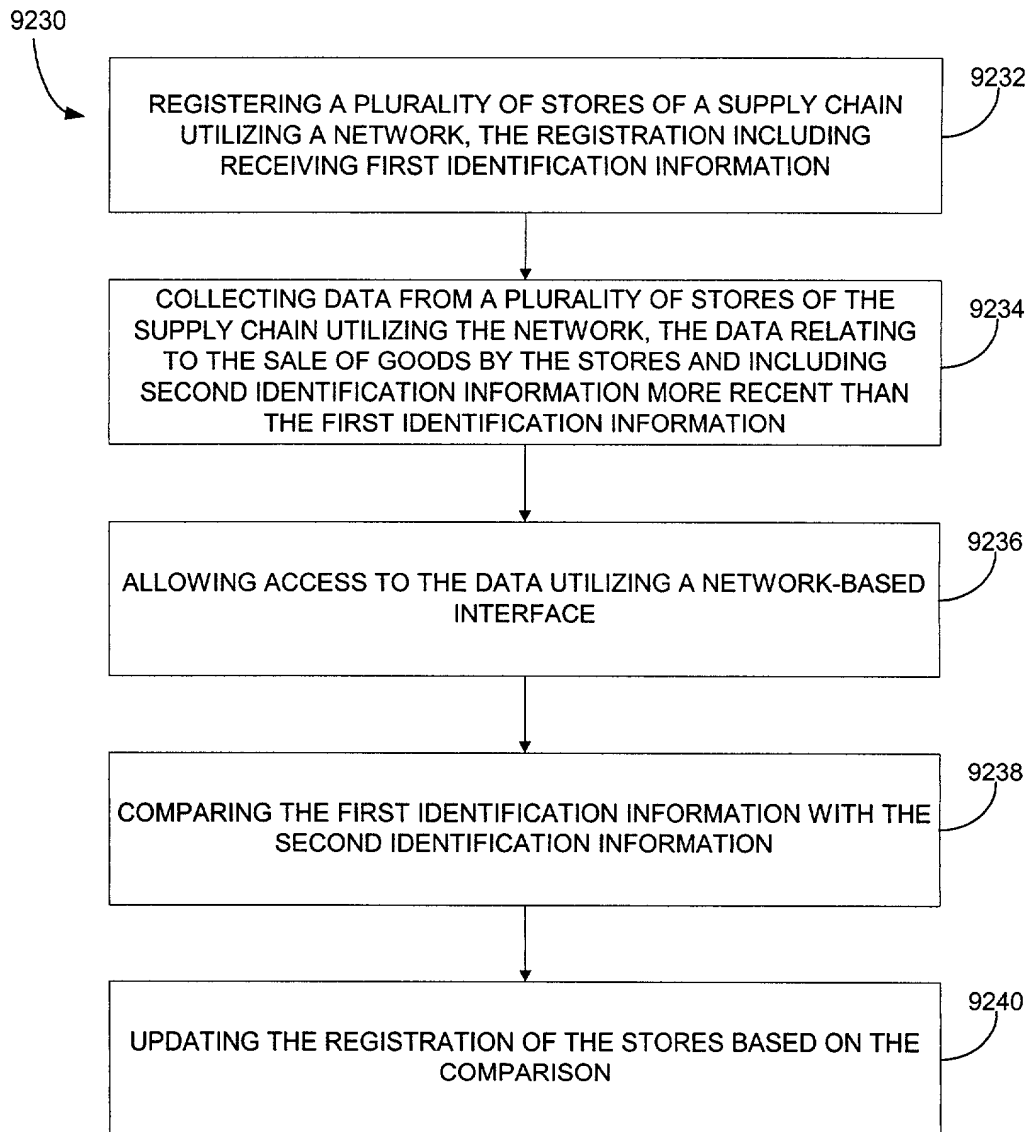 9230
9232
REGISTERING A PLURALITY OF STORES OF A SUPPLY CHAIN
UTILIZING A NETWORK, THE REGISTRATION INCLUDING
RECEIVING FIRST IDENTIFICATION INFORMATION
9234
COLLECTING DATA FROM A PLURALITY OF STORES OF THE
SUPPLY CHAIN UTILIZING THE NETWORK, THE DATA RELATING
TO THE SALE OF GOODS BY THE STORES AND INCLUDING
SECOND IDENTIFICATION INFORMATION MORE RECENT THAN
THE FIRST IDENTIFICATION INFORMATION
9236
ALLOWING ACCESS TO THE DATA UTILIZING A NETWORK-BASED
INTERFACE
9238
COMPARING THE FIRST IDENTIFICATION INFORMATION WITH THE
SECOND IDENTIFICATION INFORMATION
9240
UPDATING THE REGISTRATION OF THE STORES BASED ON THE
COMPARISON